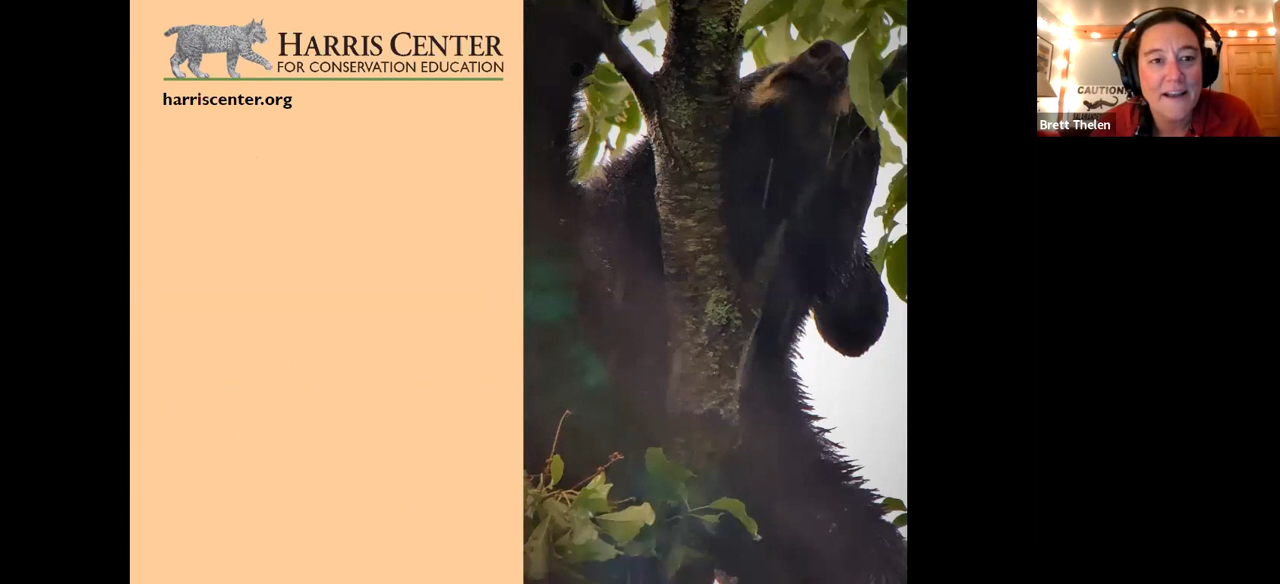 HARRIS CENTER
FOR CONSERVATION EDUCATION
harriscenter.org
CAUTION!
Brett Thelen